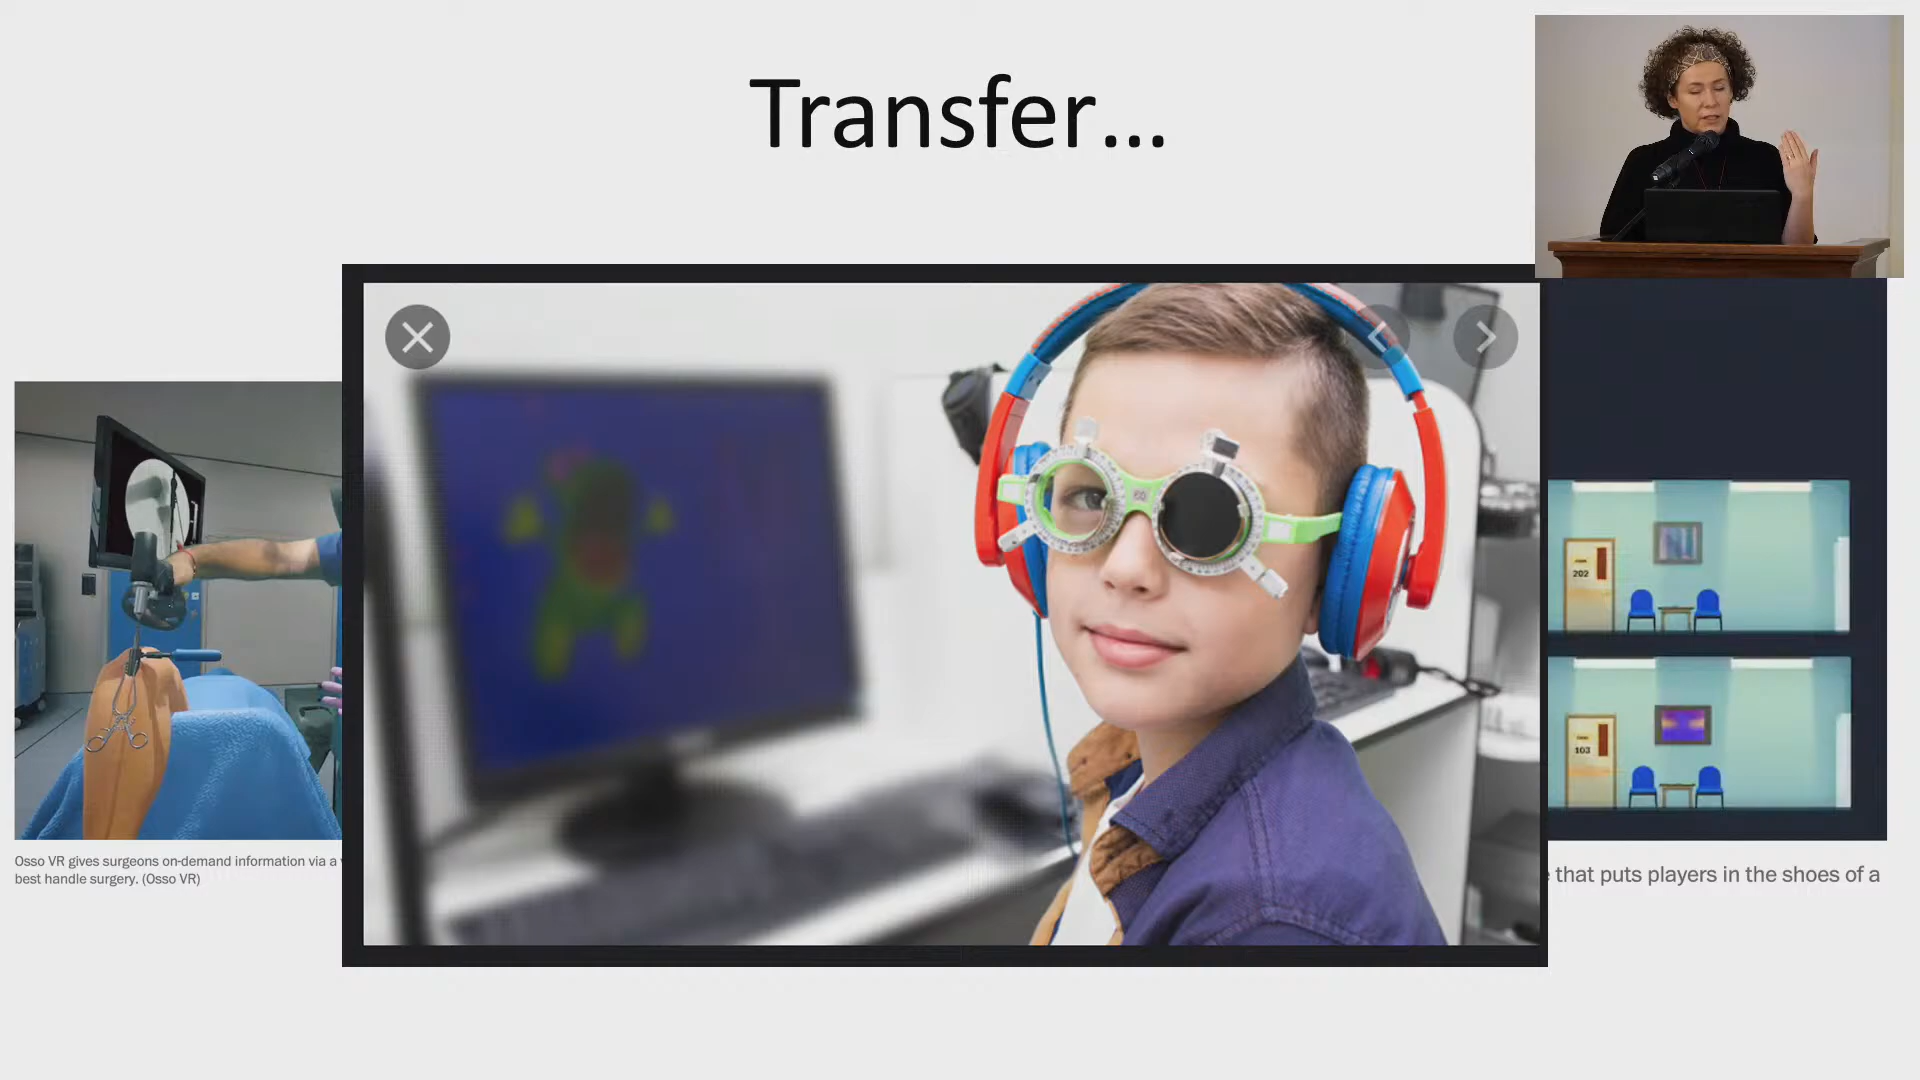 Transfer...
202
103
Osso VR gives surgeons on-demand information via a
best handle surgery. (Osso VR)
that puts players in the shoes of a